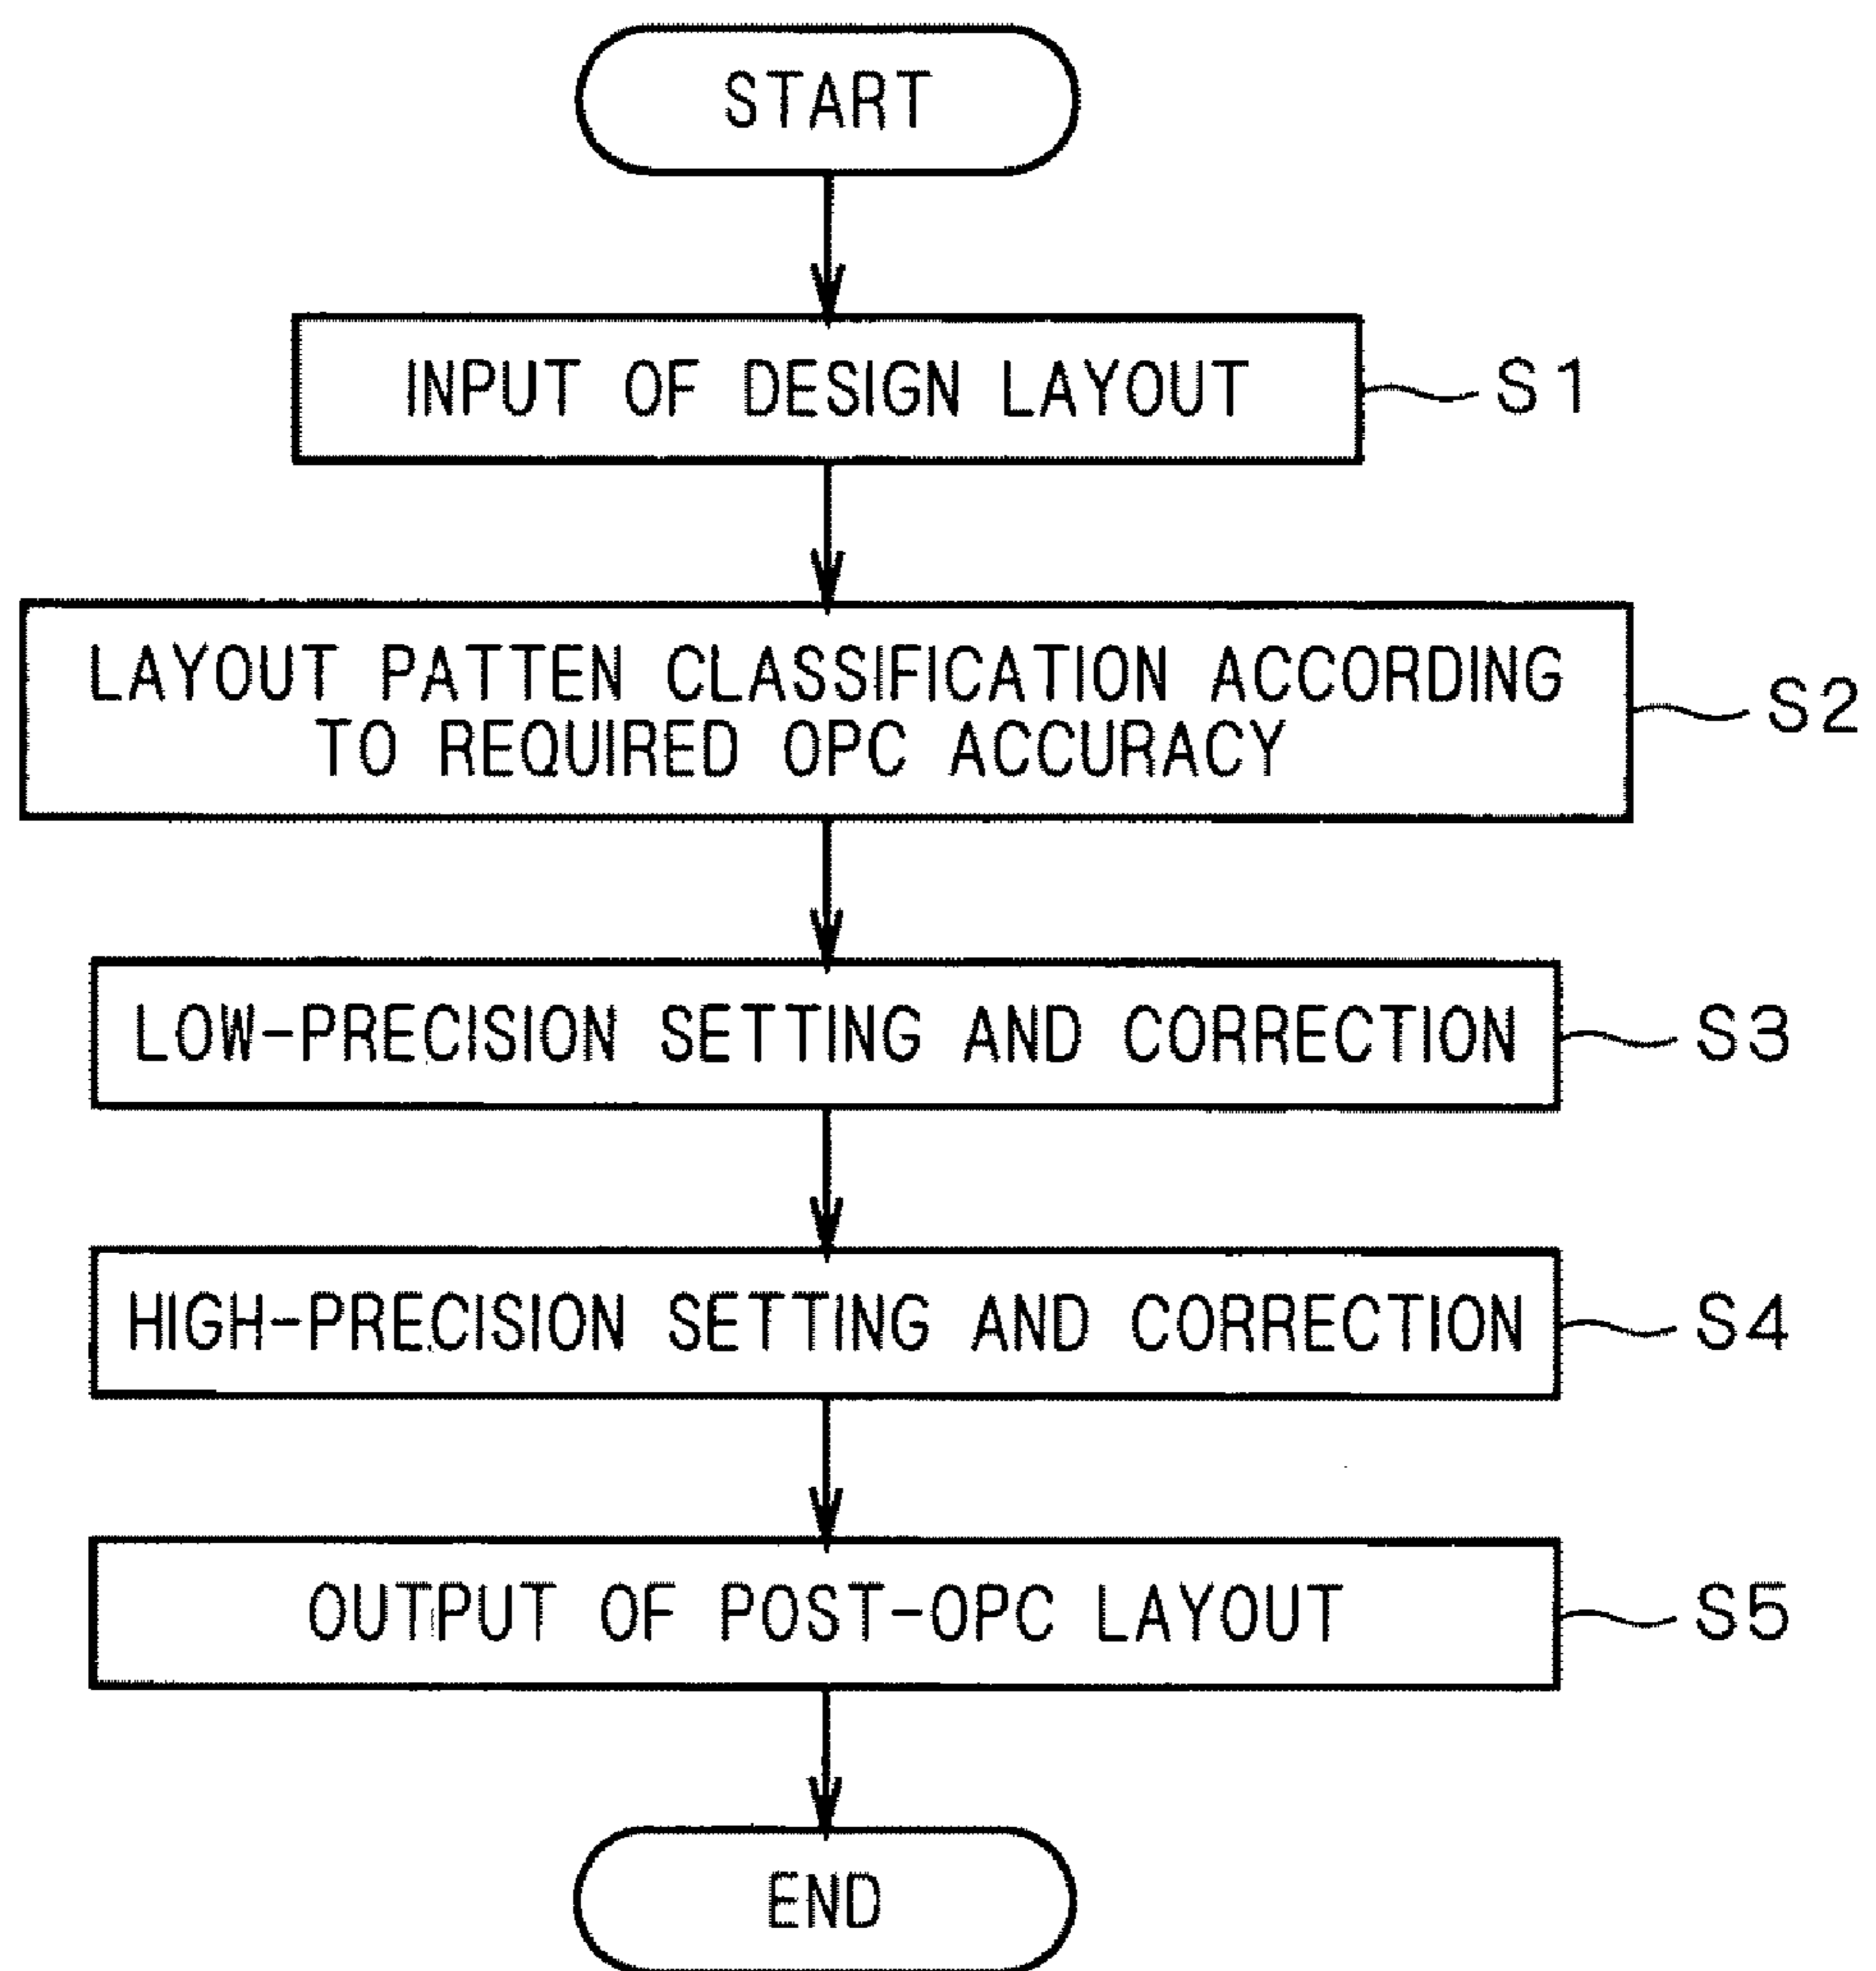 START
INPUT OF DESIGN LAYOUT
S1
LAYOUT PATTEN CLASSIFICATION ACCORDING
TO REQUIRED OPC ACCURACY
S2
LOW-PRECISION SETTING AND CORRECTION
S3
HIGH-PRECISION SETTING AND CORRECTION
S4
OUTPUT OF POST-OPC LAYOUT
S5
END